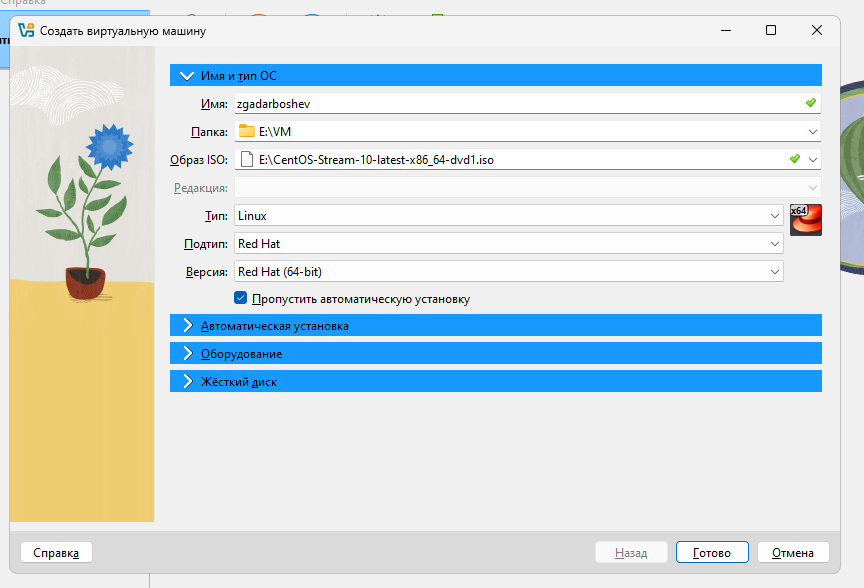 Справка
Создать виртуальную машину
Имя и тип ОС
Имя: zgadarboshev
Папка: E:\VM
Образ ISO: E:\CentOS-Stream-10-latest-x86_64-dvd1.iso
Редакция:
Тип: Linux
x64
Подтип: Red Hat
Версия: Red Hat (64-bit)
Пропустить автоматическую установку
Автоматическая установка
Оборудование
Жёсткий диск
Справка Назад Готово Отмена